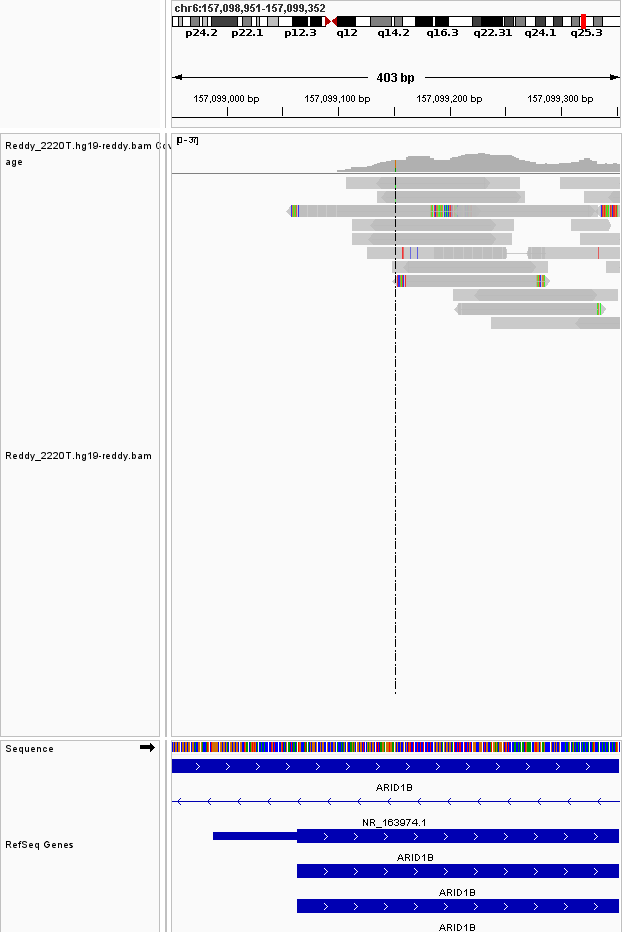 chr6:157,098,951-157,099,352
p24.2 p22.1 p12.3 q12 q14.2 q16.3 q22.31 q24.1 q25.3
403 bp
157,099,000 bp 157,099,100 bp 157,099,200 bp 157,099,300 bp
Reddy_2220T.hg19-reddy.bam Cov
age
[0 - 37]
Reddy_2220T.hg19-reddy.bam
Sequence
ARID1B
NR_163974.1
RefSeq Genes
ARID1B
ARID1B
ARID1B